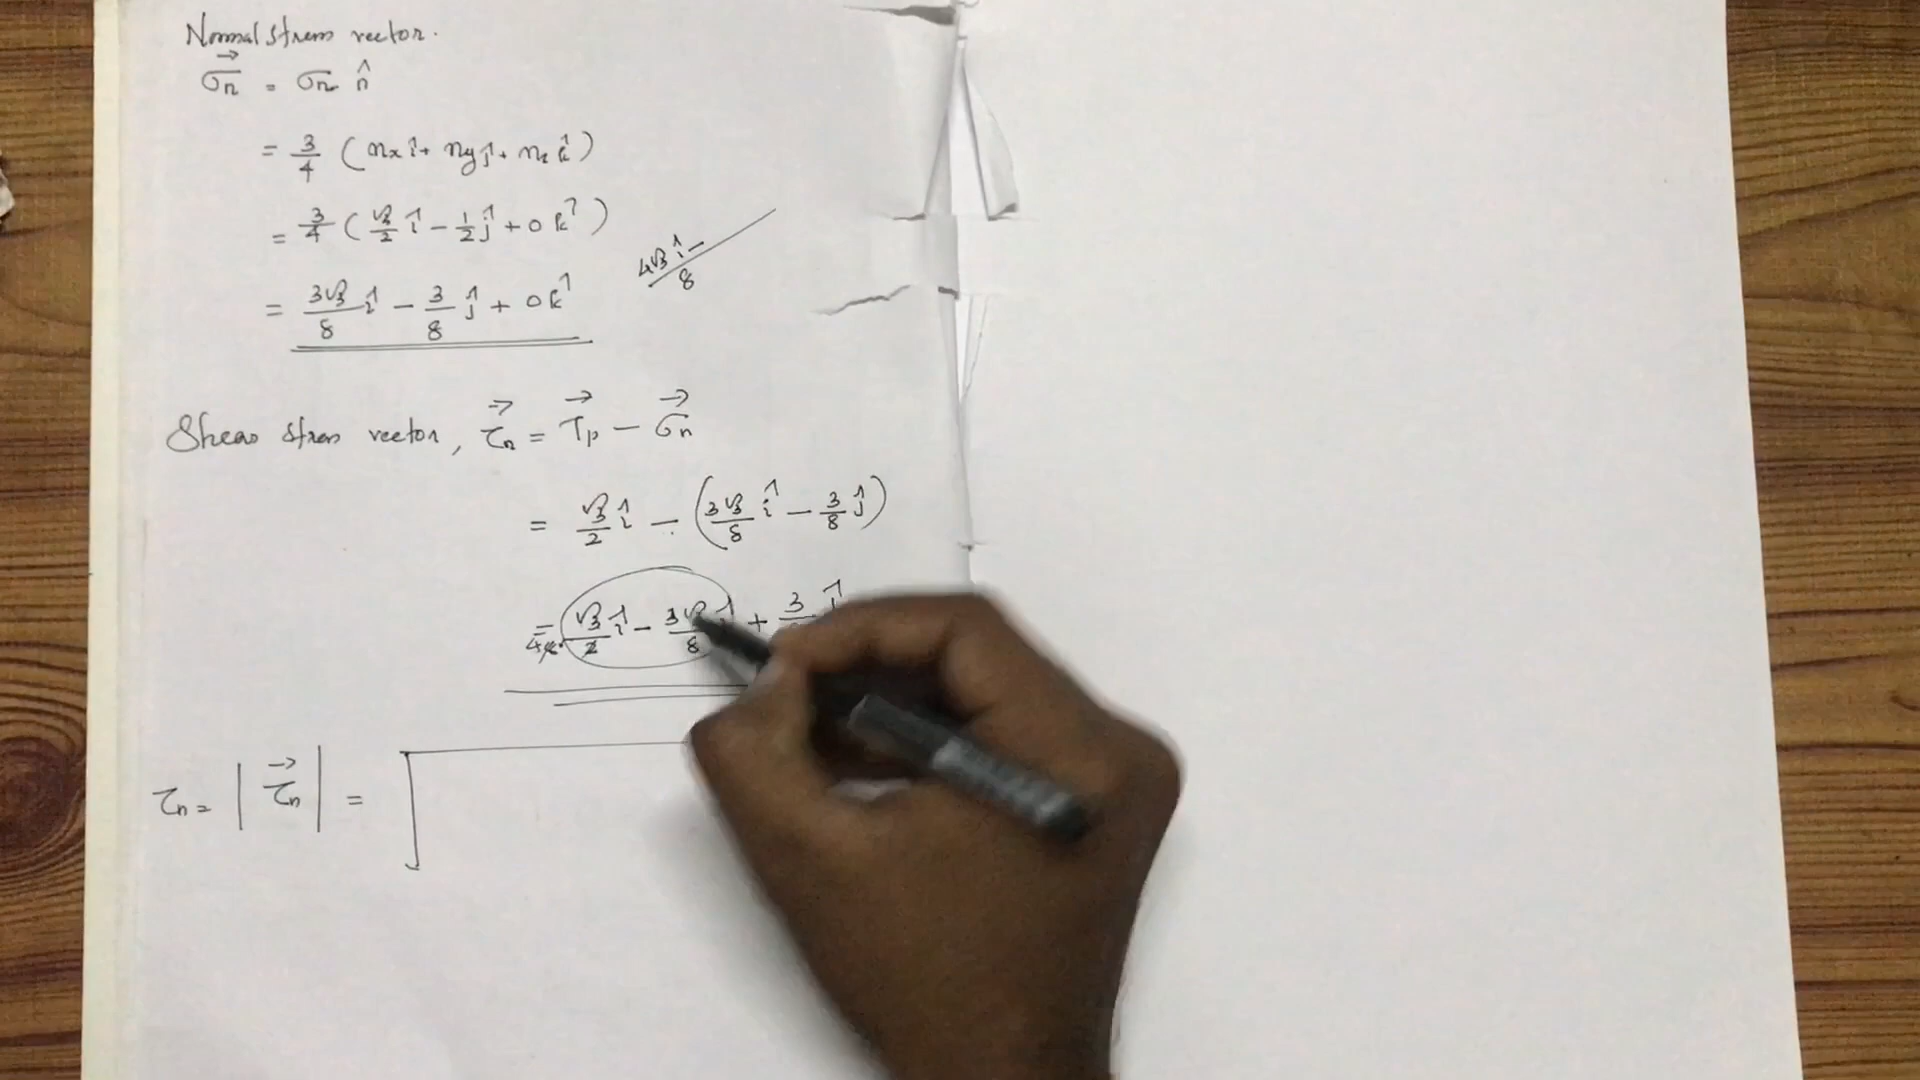 Normal stress vector.
σn⃗ = σn n̂
= 3/4 (nx î + ny ĵ + nz k̂)
= 3/4 (√3/2 î − 1/2 ĵ + 0 k̂)
= 3√3/8 î − 3/8 ĵ + 0 k̂
4√3 î − / 8
Shear stress vector, τn⃗ = Tp⃗ − σn⃗
= √3/2 î − (3√3/8 î − 3/8 ĵ)
= √3/2 î − 3√3/8 î + 3 ĵ
4x
τn = |τn⃗| =